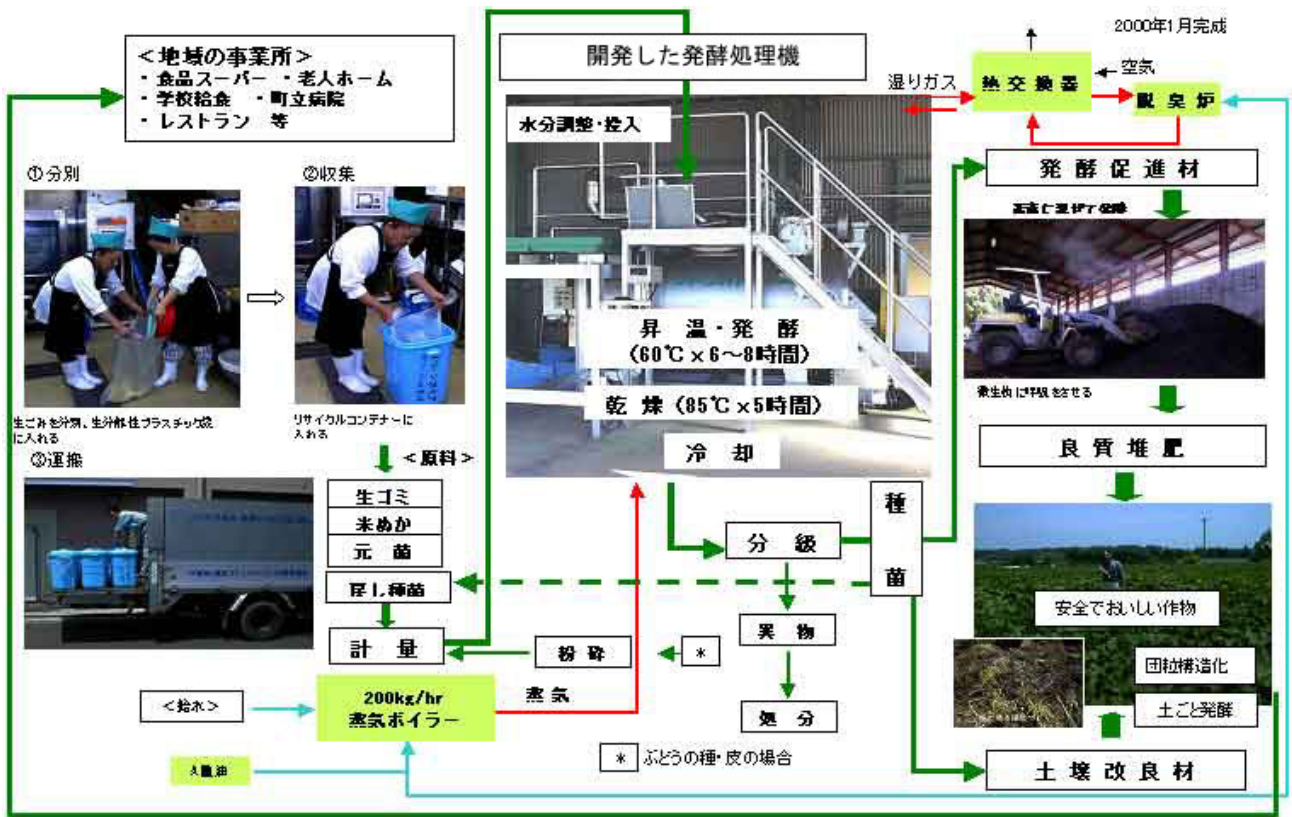 2000年1月完成
＜地域の事業所＞
・食品スーパー ・老人ホーム
・学校給食 ・町立病院
・レストラン 等
開発した発酵処理機
湿りガス
熱交換器
空気
脱臭炉
水分調整・投入
発酵促進材
①分別
②収集
昇温・発酵
(60℃x6～8時間)
乾燥(85℃x5時間)
冷却
生ごみを分別、生分解性プラスチック袋
に入れる
リサイクルコンテナーに
入れる
微生物に呼吸をさせる
③運搬
＜原料＞
生ゴミ
米ぬか
元菌
戻し種菌
計量
良質堆肥
種菌
分級
安全でおいしい作物
異物
粉砕
*
団粒構造化
土ごと発酵
＜給水＞
200kg/hr
蒸気ボイラー
蒸気
処分
* ぶどうの種・皮の場合
A重油
土壌改良材